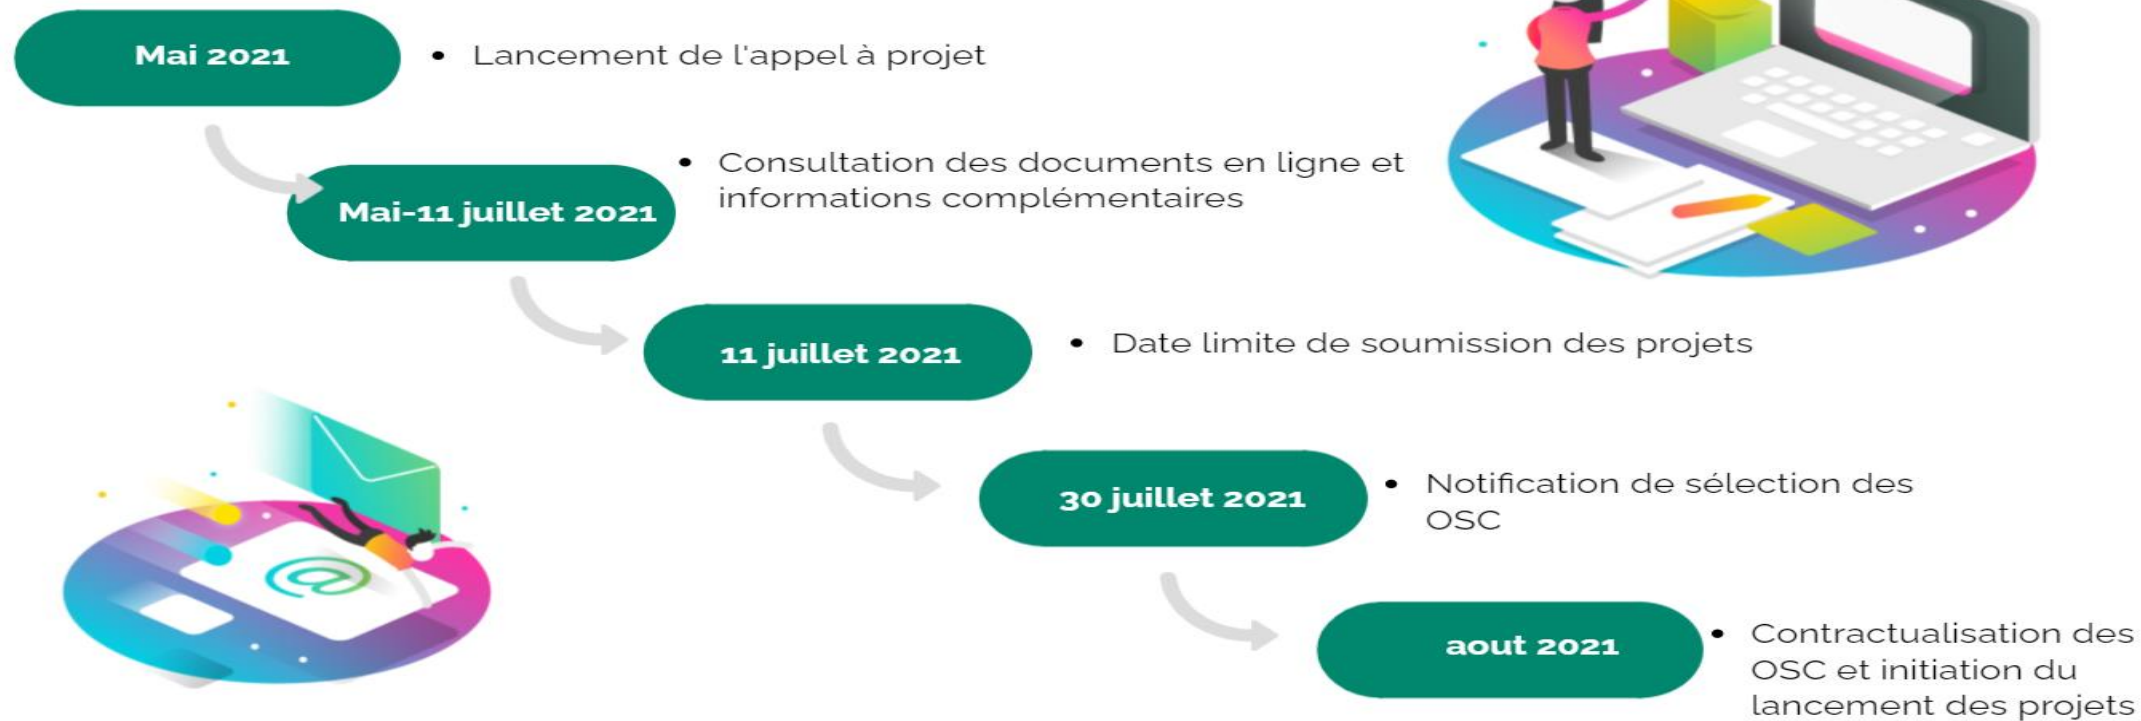 Mai 2021
• Lancement de l'appel à projet
Mai-11 juillet 2021
• Consultation des documents en ligne et
informations complémentaires
11 juillet 2021
• Date limite de soumission des projets
30 juillet 2021
• Notification de sélection des
OSC
aout 2021
• Contractualisation des
OSC et initiation du
lancement des projets
@